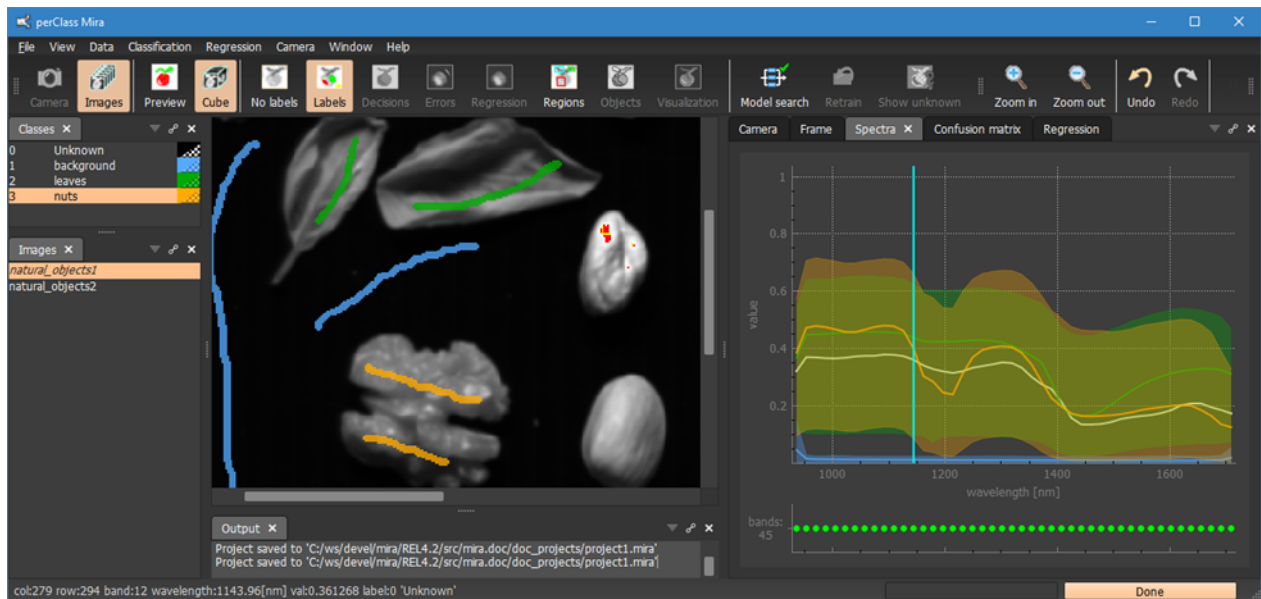 perClass Mira
File View Data Classification Regression Camera Window Help
Camera Images Preview Cube No labels Labels Decisions Errors Regression Regions Objects Visualization Model search Retrain Show unknown Zoom in Zoom out Undo Redo
Classes
0 Unknown
1 background
2 leaves
3 nuts
Images
natural_objects1
natural_objects2
Output
Project saved to 'C:/ws/devel/mira/REL4.2/src/mira.doc/doc_projects/project1.mira'
Project saved to 'C:/ws/devel/mira/REL4.2/src/mira.doc/doc_projects/project1.mira'
Camera Frame Spectra Confusion matrix Regression
1
0.8
0.6
0.4
0.2
value
1000 1200 1400 1600
wavelength [nm]
bands:
45
col:279 row:294 band:12 wavelength:1143.96[nm] val:0.361268 label:0 'Unknown'
Done